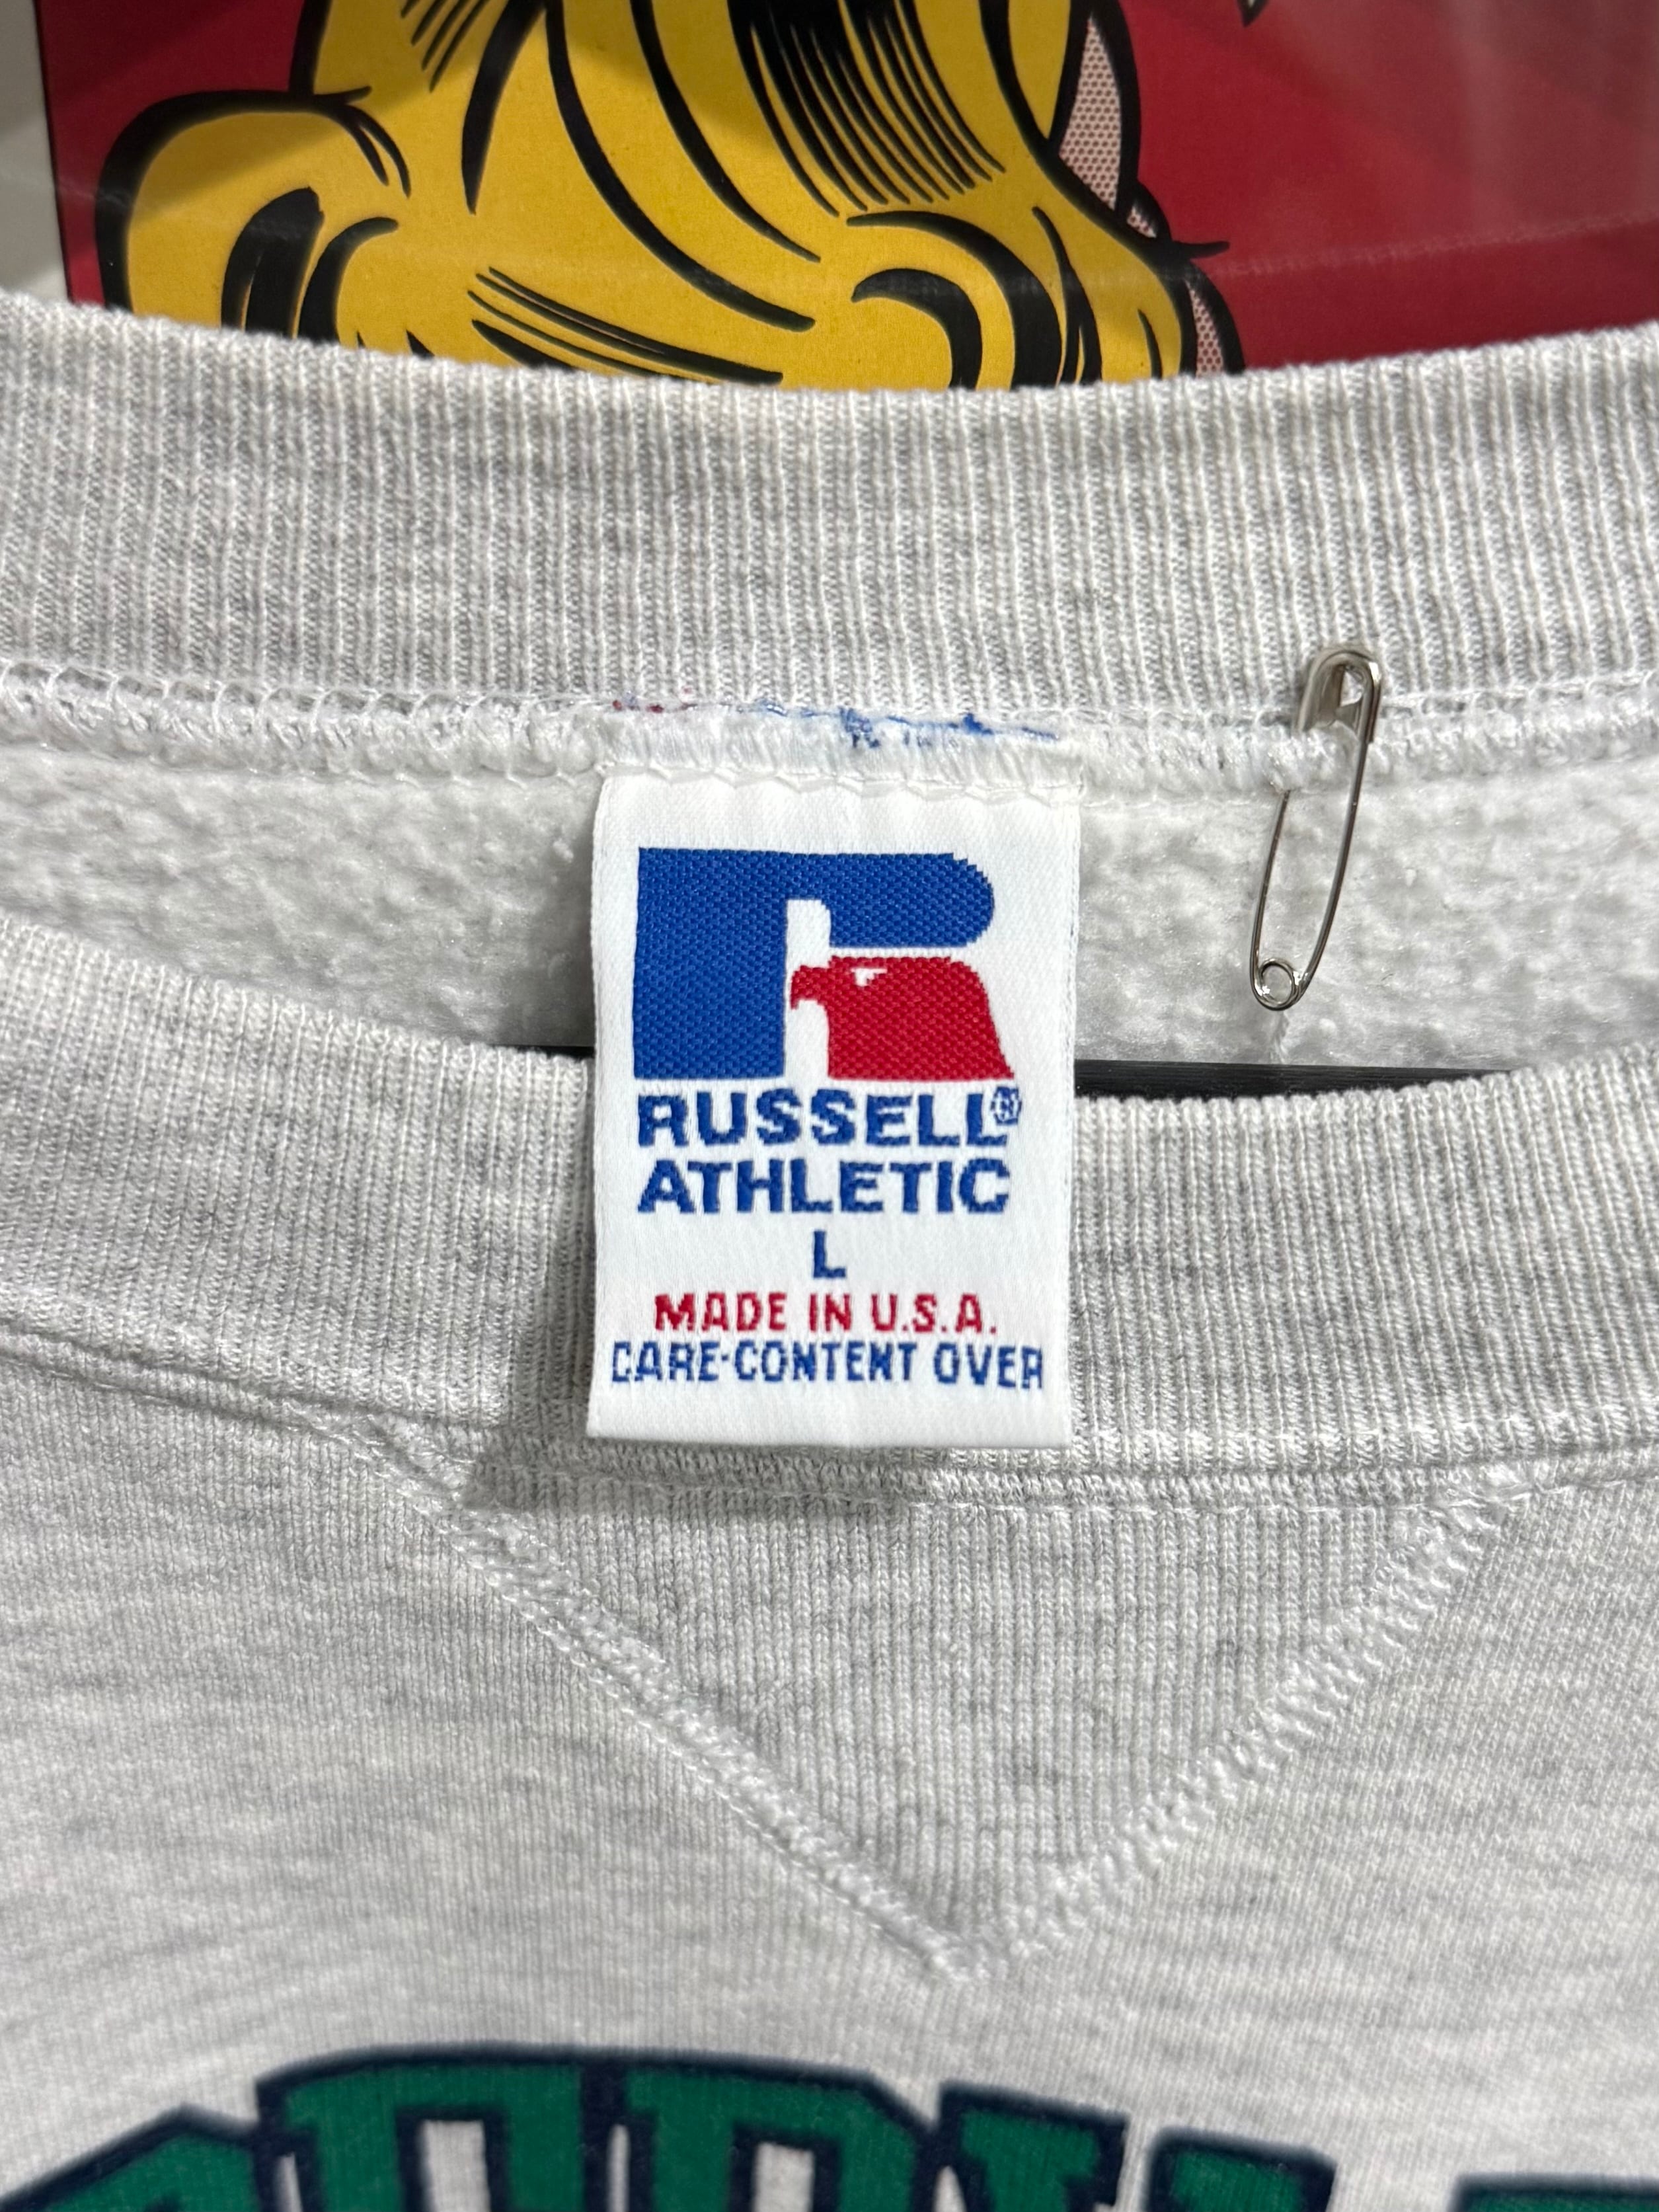 RUSSELL®
ATHLETIC
L
MADE IN U.S.A.
CARE-CONTENT OVER